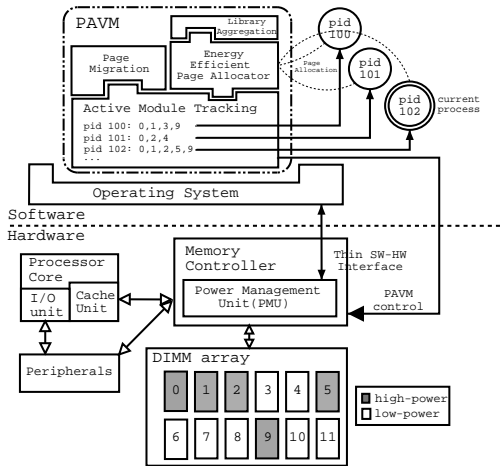 PAVM
Library
Aggregation
pid
100
Page
Migration
Energy
Efficient
Page Allocator
Page
Allocation
pid
101
pid
102
current
process
Active Module Tracking
pid 100: 0,1,3,9
pid 101: 0,2,4
pid 102: 0,1,2,5,9
...
Operating System
Software
Hardware
Processor
Core
I/O
unit
Cache
Unit
Memory
Controller
Power Management
Unit(PMU)
Thin SW-HW
Interface
PAVM
control
Peripherals
DIMM array
0 1 2 3 4 5
6 7 8 9 10 11
high-power
low-power